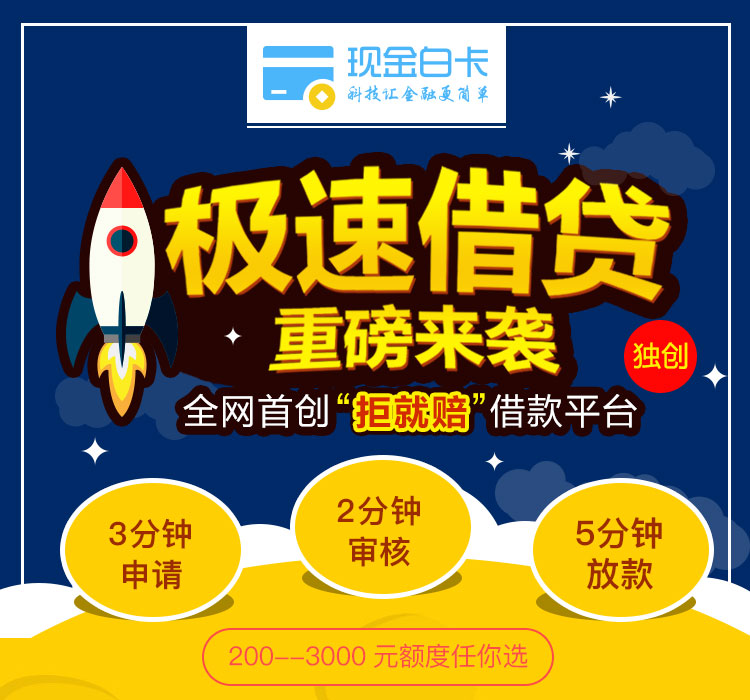 现金白卡
科技让金融更简单
极速借贷
重磅来袭
独创
全网首创“拒就赔”借款平台
3分钟
申请
2分钟
审核
5分钟
放款
200--3000 元额度任你选